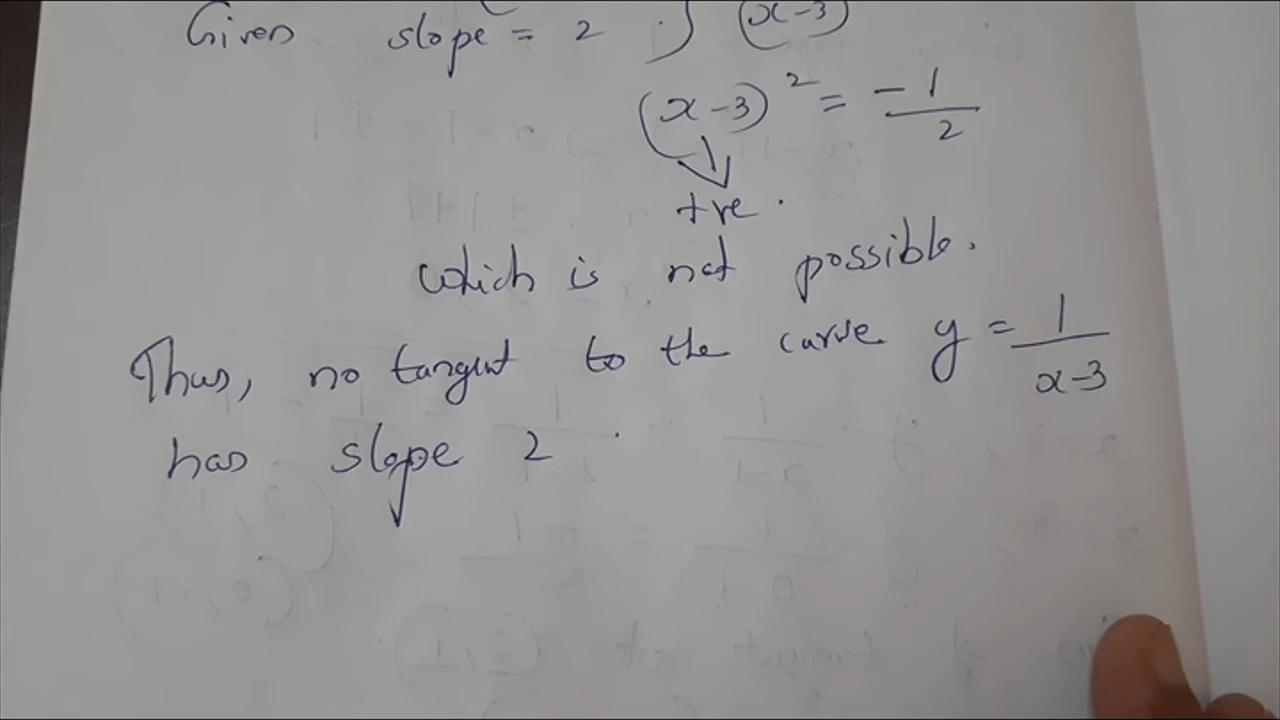 Given slope = 2 ; (x-3)
(x-3)² = -1/2
+ve.
which is not possible.
Thus, no tangent to the curve y = 1/(x-3)
has slope 2.